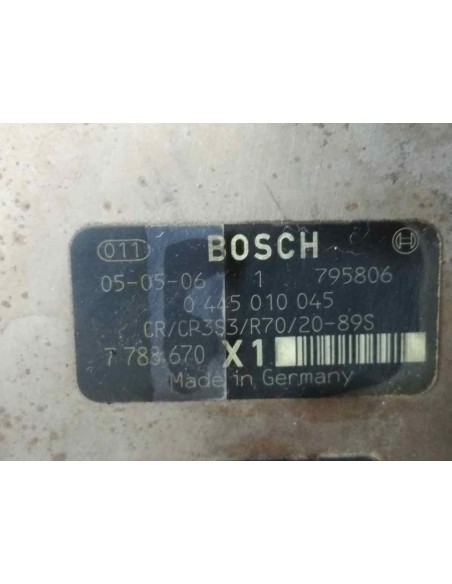 011 BOSCH
05-05-06 1 795806
0 445 010 045
CR/CP3S3/R70/20-89S
7 788 670 X1
Made in Germany